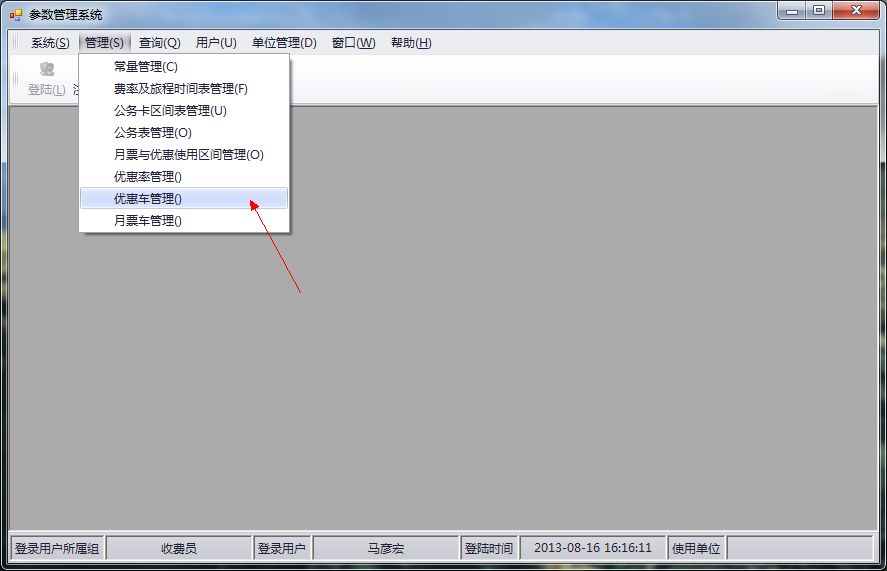 参数管理系统
系统(S) 管理(S) 查询(Q) 用户(U) 单位管理(D) 窗口(W) 帮助(H)
登陆(L)
常量管理(C)
费率及旅程时间表管理(F)
公务卡区间表管理(U)
公务表管理(O)
月票与优惠使用区间管理(O)
优惠率管理()
优惠车管理()
月票车管理()
登录用户所属组 收费员 登录用户 马彦宏 登陆时间 2013-08-16 16:16:11 使用单位